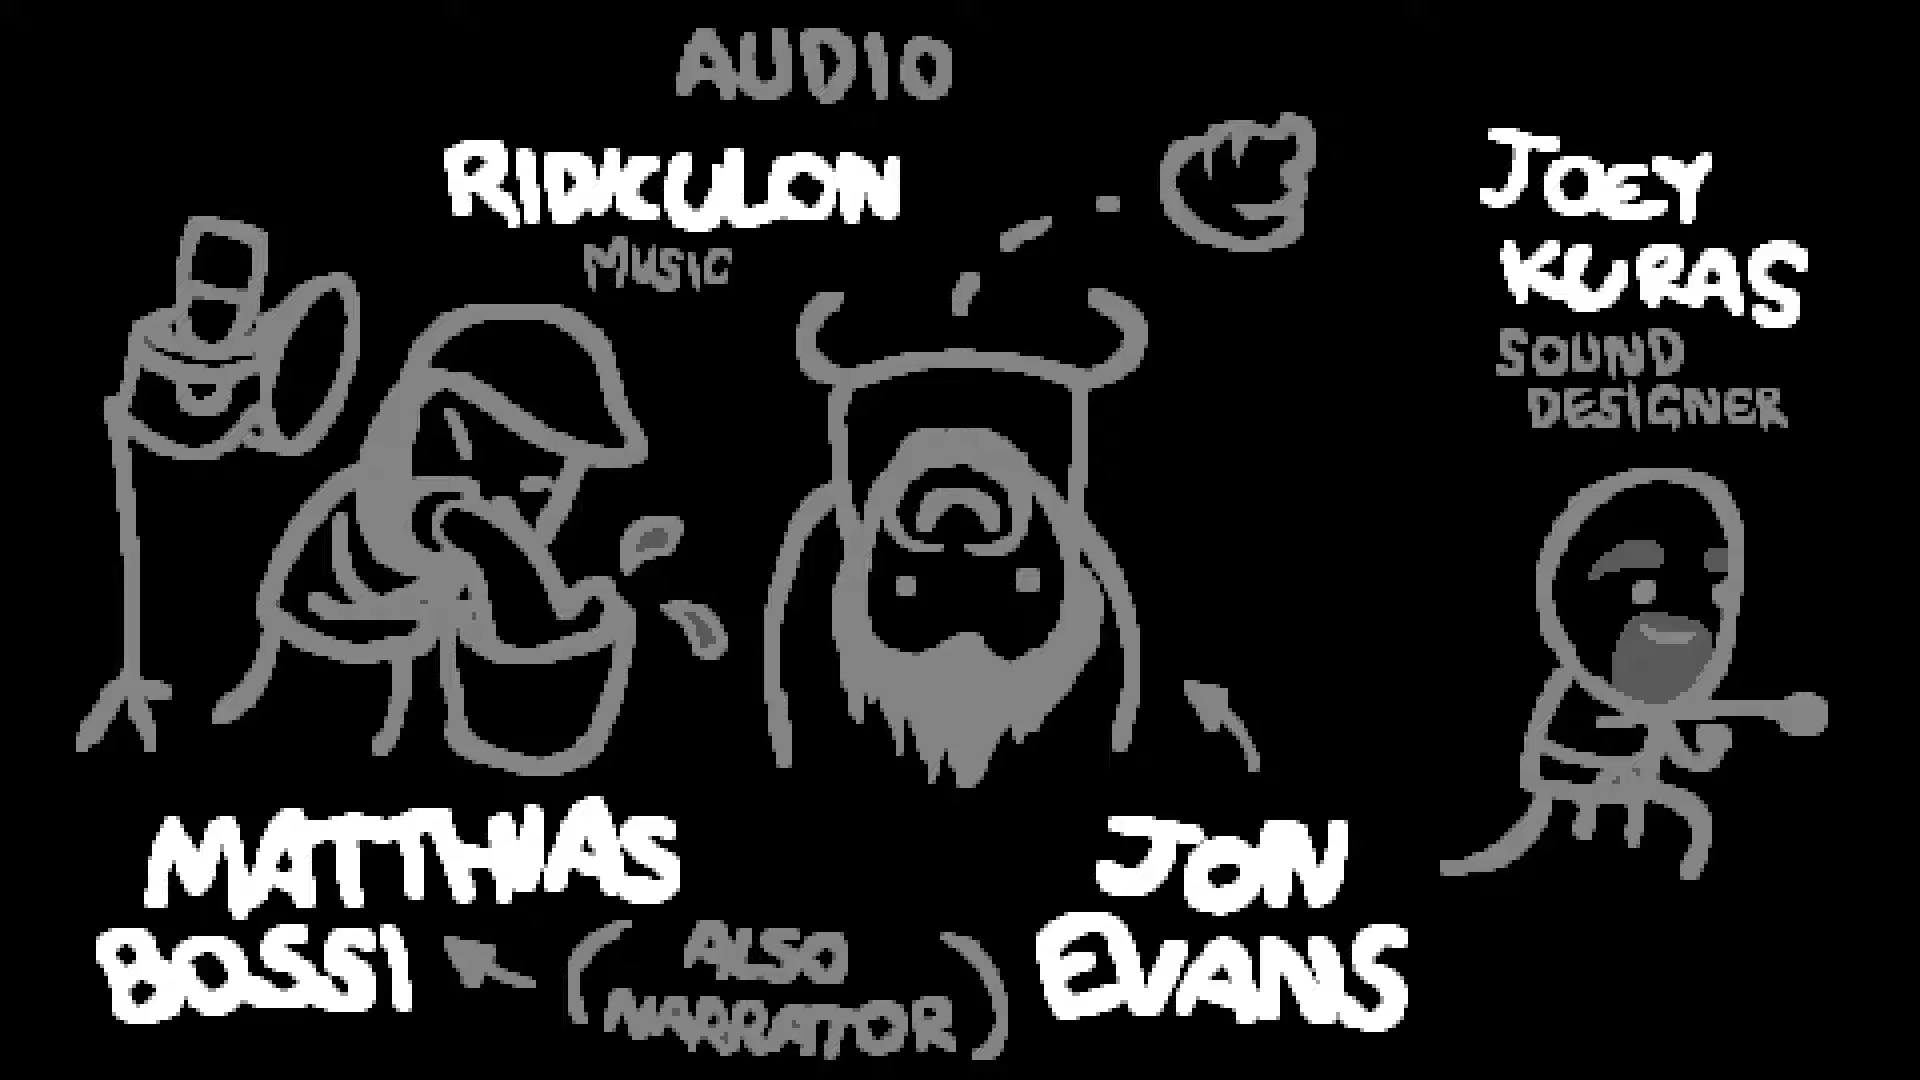 AUDIO
RIDICULON
MUSIC
JOEY
KURAS
SOUND
DESIGNER
MATTHIAS
BOSSI
(ALSO
NARRATOR)
JON
EVANS